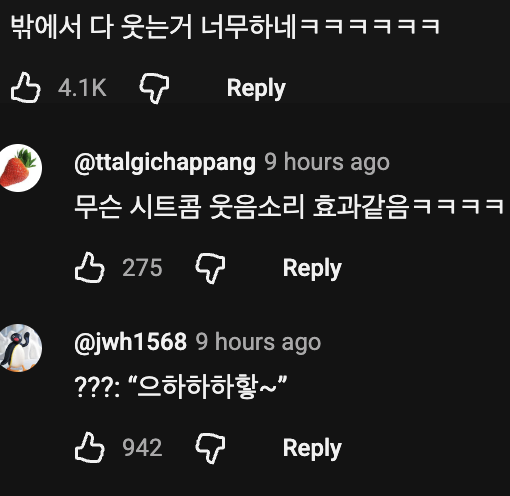 밖에서 다 웃는거 너무하네ㅋㅋㅋㅋㅋㅋ
4.1K Reply
@ttalgichappang 9 hours ago
무슨 시트콤 웃음소리 효과같음ㅋㅋㅋㅋ
275 Reply
@jwh1568 9 hours ago
???: “으하하하핳~”
942 Reply